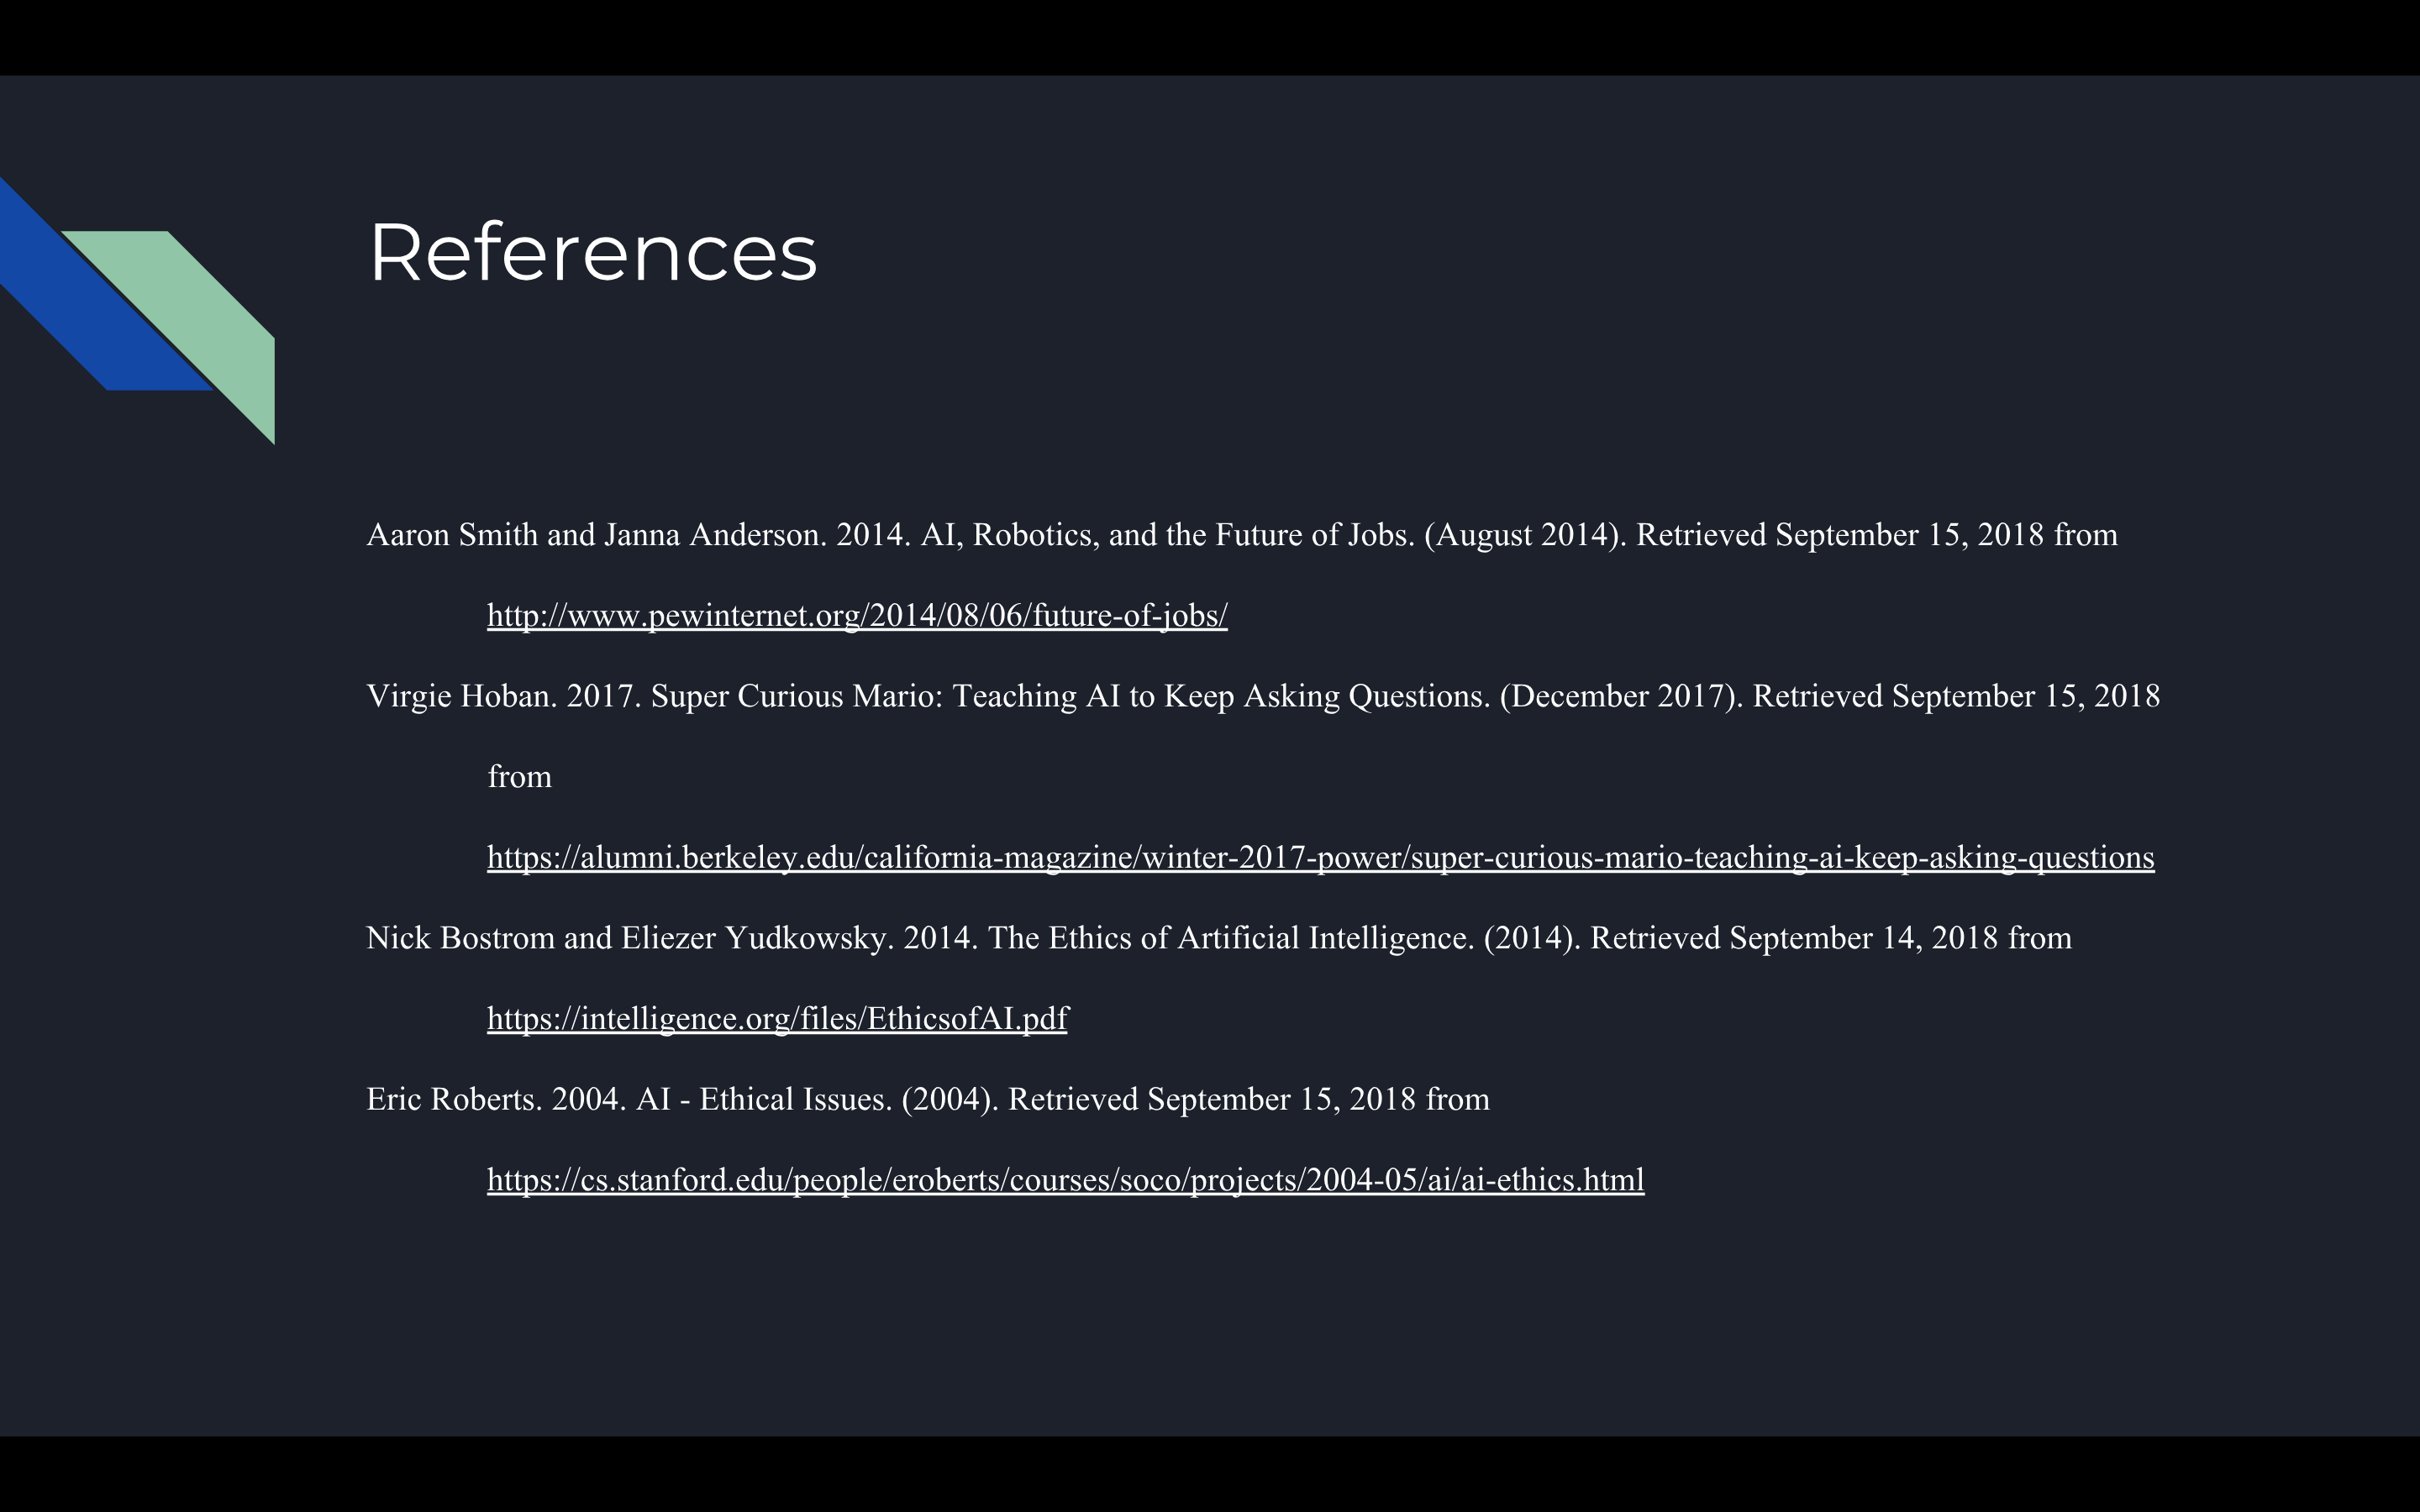 References
Aaron Smith and Janna Anderson. 2014. AI, Robotics, and the Future of Jobs. (August 2014). Retrieved September 15, 2018 from
http://www.pewinternet.org/2014/08/06/future-of-jobs/
Virgie Hoban. 2017. Super Curious Mario: Teaching AI to Keep Asking Questions. (December 2017). Retrieved September 15, 2018
from
https://alumni.berkeley.edu/california-magazine/winter-2017-power/super-curious-mario-teaching-ai-keep-asking-questions
Nick Bostrom and Eliezer Yudkowsky. 2014. The Ethics of Artificial Intelligence. (2014). Retrieved September 14, 2018 from
https://intelligence.org/files/EthicsofAI.pdf
Eric Roberts. 2004. AI - Ethical Issues. (2004). Retrieved September 15, 2018 from
https://cs.stanford.edu/people/eroberts/courses/soco/projects/2004-05/ai/ai-ethics.html